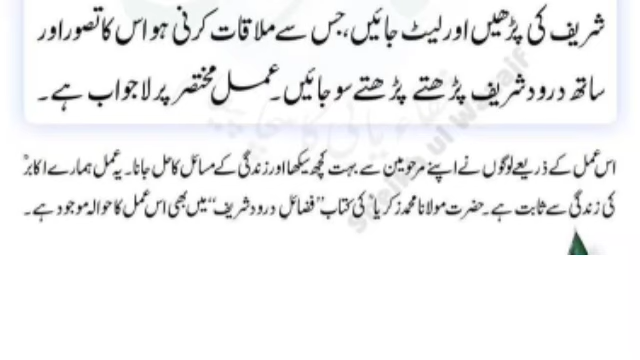 شریف کی پڑھیں اور لیٹ جائیں، جس سے ملاقات کرنی ہو اس کا تصور اور
ساتھ درود شریف پڑھتے پڑھتے سو جائیں۔ عمل مختصر پر لاجواب ہے۔
اس عمل کے ذریعے لوگوں نے اپنے مرحومین سے بہت کچھ سیکھا اور زندگی کے مسائل کا حل جانا۔ یہ عمل ہمارے اکابرؒ
کی زندگی سے ثابت ہے۔ حضرت مولانا محمد زکریاؒ کی کتاب "فضائل درود شریف" میں بھی اس عمل کا حوالہ موجود ہے۔